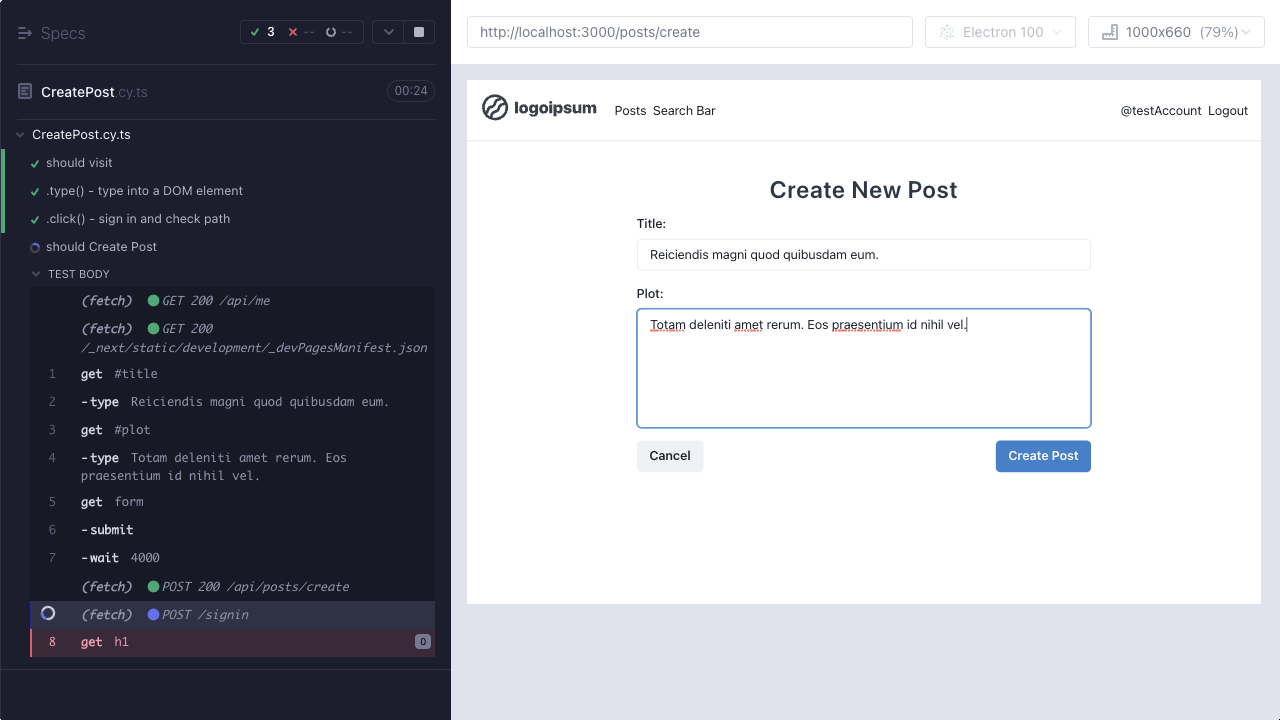 Specs
3 -- --
CreatePost.cy.ts
00:24
CreatePost.cy.ts
should visit
.type() - type into a DOM element
.click() - sign in and check path
should Create Post
TEST BODY
(fetch) GET 200 /api/me
(fetch) GET 200
/_next/static/development/_devPagesManifest.json
1 get #title
2 -type Reiciendis magni quod quibusdam eum.
3 get #plot
4 -type Totam deleniti amet rerum. Eos
praesentium id nihil vel.
5 get form
6 -submit
7 -wait 4000
(fetch) POST 200 /api/posts/create
(fetch) POST /signin
8 get h1 0
http://localhost:3000/posts/create
Electron 100
1000x660 (79%)
logoipsum
Posts Search Bar
@testAccount Logout
Create New Post
Title:
Reiciendis magni quod quibusdam eum.
Plot:
Totam deleniti amet rerum. Eos praesentium id nihil vel.
Cancel
Create Post